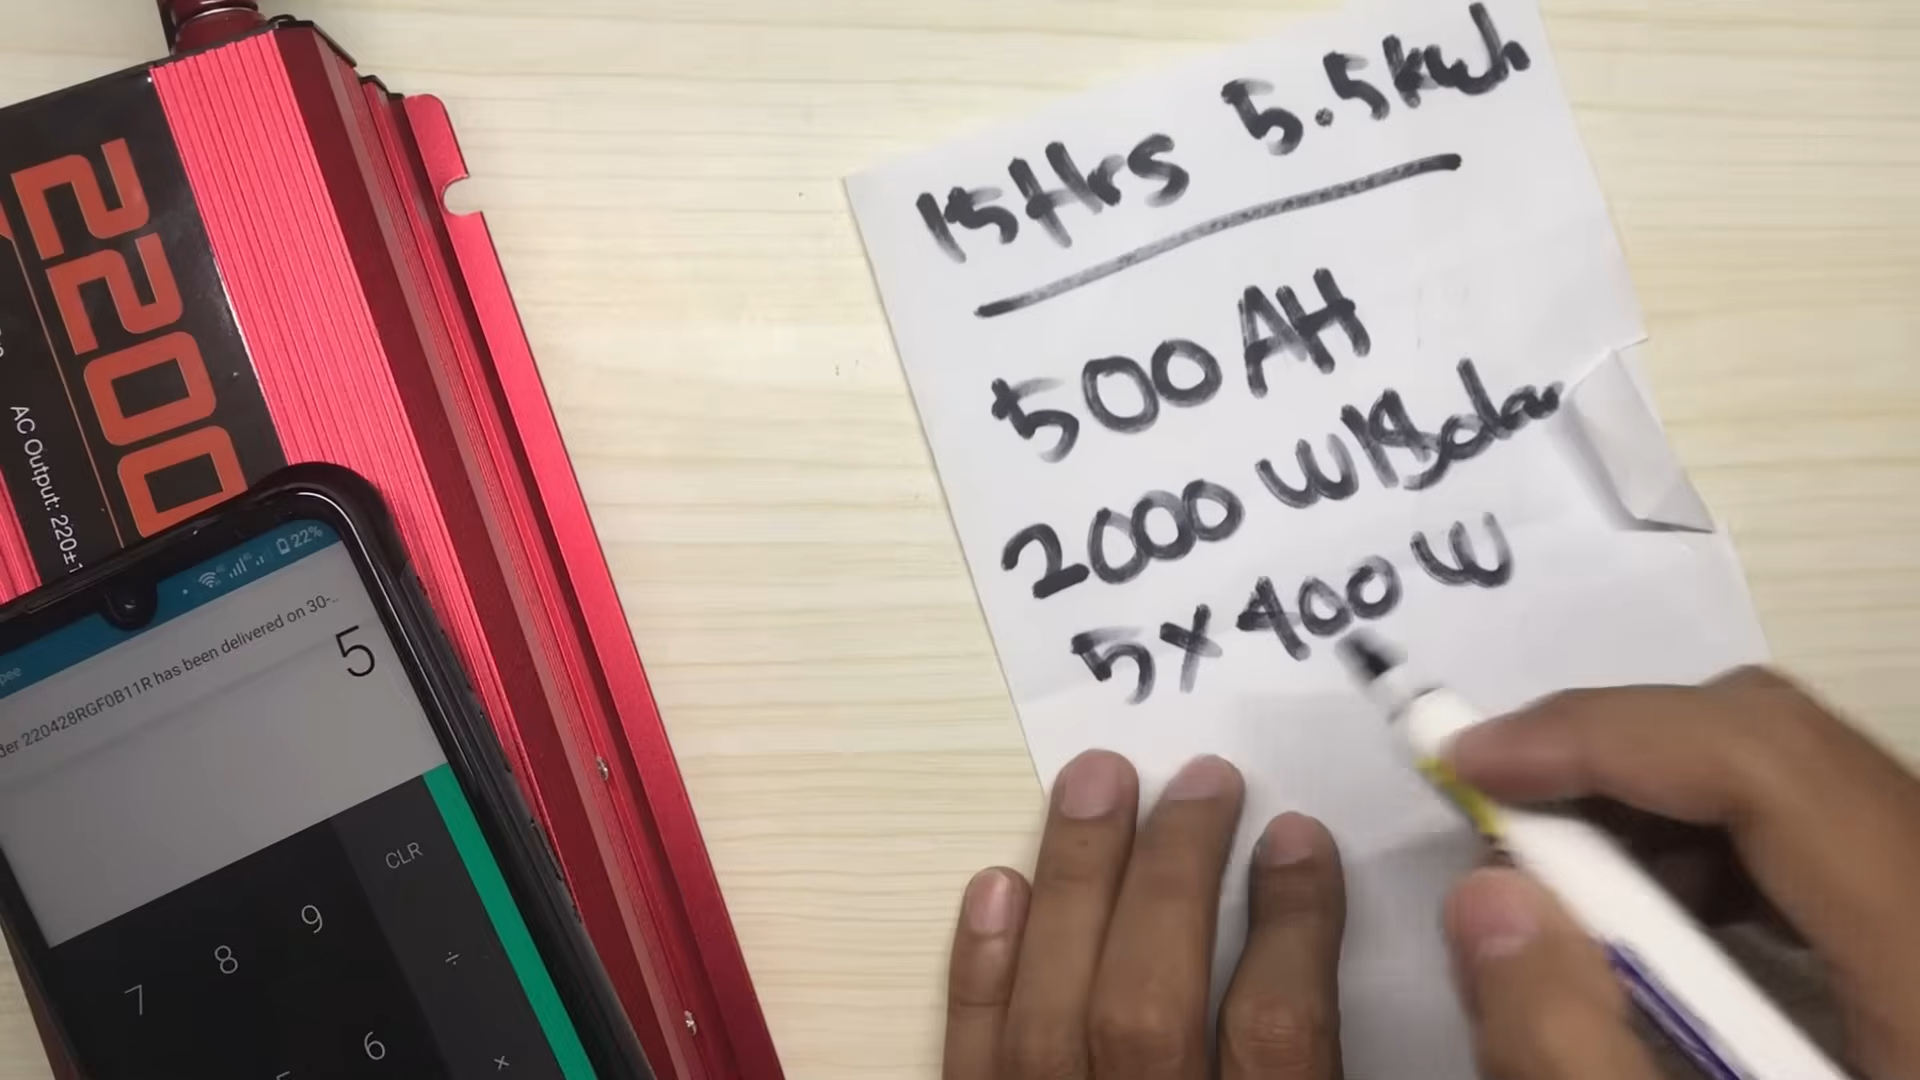 15Hrs 5.5kwh
500 AH
2000 W/Solar
5x400 W
2200
AC Output: 220±1
22%
der 220428RGF0B11R has been delivered on 30-..
5
CLR
7 8 9 ÷
6 ×